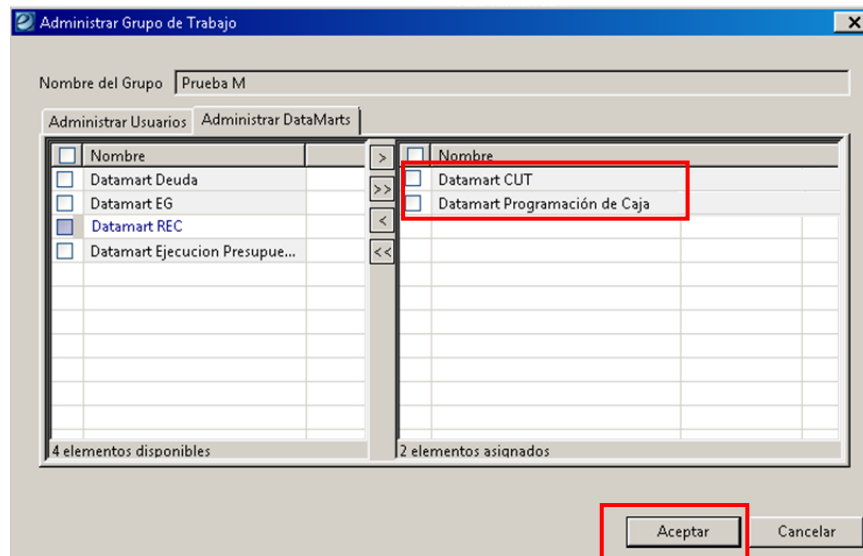 Administrar Grupo de Trabajo
Nombre del Grupo Prueba M
Administrar Usuarios Administrar DataMarts
Nombre
Datamart Deuda
Datamart EG
Datamart REC
Datamart Ejecucion Presupue...
4 elementos disponibles
>
>>
<
<<
Nombre
Datamart CUT
Datamart Programación de Caja
2 elementos asignados
Aceptar Cancelar